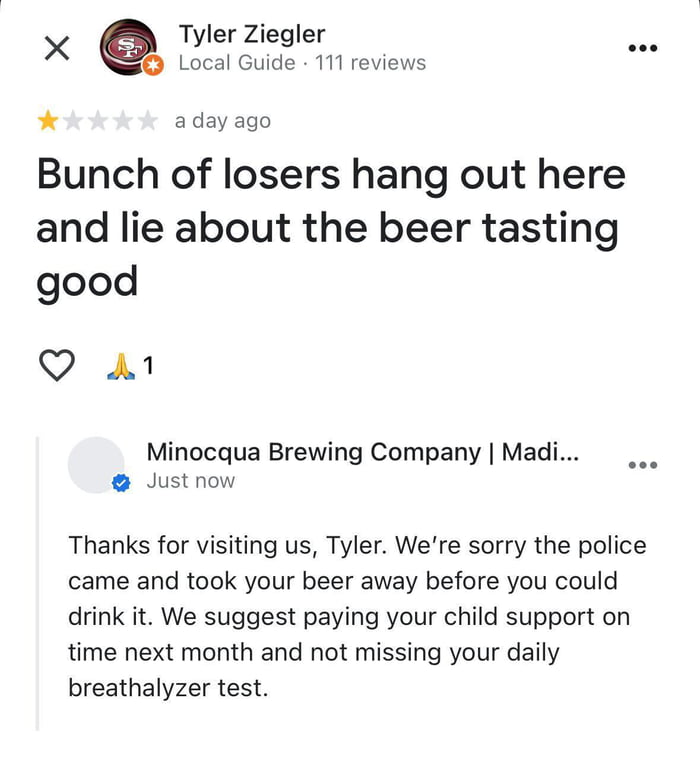 Tyler Ziegler
Local Guide · 111 reviews
a day ago
Bunch of losers hang out here
and lie about the beer tasting
good
1
Minocqua Brewing Company | Madi...
Just now
Thanks for visiting us, Tyler. We’re sorry the police
came and took your beer away before you could
drink it. We suggest paying your child support on
time next month and not missing your daily
breathalyzer test.